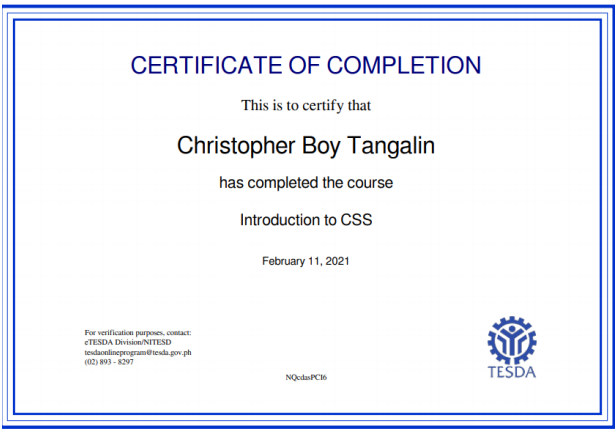 CERTIFICATE OF COMPLETION
This is to certify that
Christopher Boy Tangalin
has completed the course
Introduction to CSS
February 11, 2021
For verification purposes, contact:
eTESDA Division/NITESD
tesdaonlineprogram@tesda.gov.ph
(02) 893 - 8297
NQcdasPCI6
TESDA